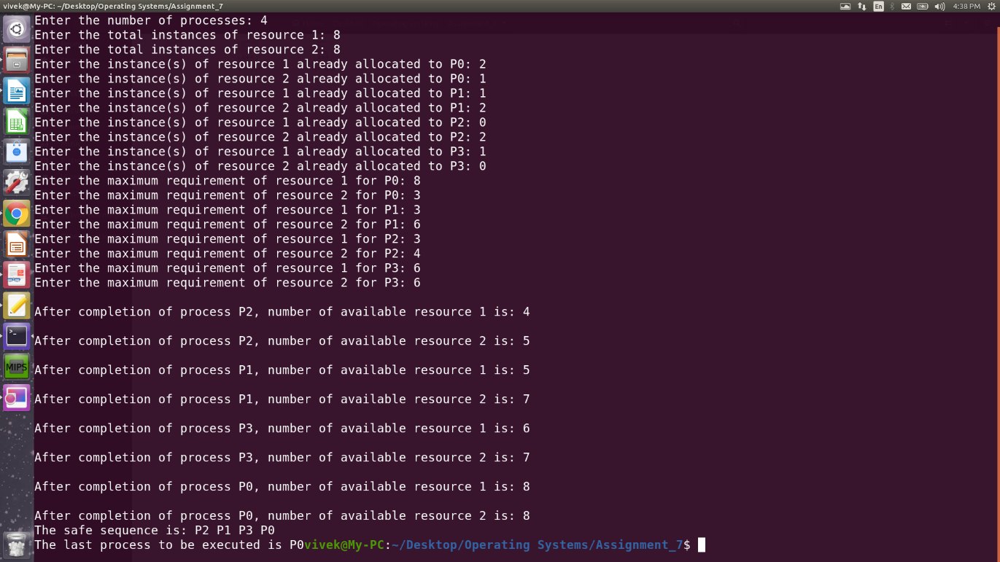 vivek@My-PC: ~/Desktop/Operating Systems/Assignment_7
En
4:38 PM
Enter the number of processes: 4
Enter the total instances of resource 1: 8
Enter the total instances of resource 2: 8
Enter the instance(s) of resource 1 already allocated to P0: 2
Enter the instance(s) of resource 2 already allocated to P0: 1
Enter the instance(s) of resource 1 already allocated to P1: 1
Enter the instance(s) of resource 2 already allocated to P1: 2
Enter the instance(s) of resource 1 already allocated to P2: 0
Enter the instance(s) of resource 2 already allocated to P2: 2
Enter the instance(s) of resource 1 already allocated to P3: 1
Enter the instance(s) of resource 2 already allocated to P3: 0
Enter the maximum requirement of resource 1 for P0: 8
Enter the maximum requirement of resource 2 for P0: 3
Enter the maximum requirement of resource 1 for P1: 3
Enter the maximum requirement of resource 2 for P1: 6
Enter the maximum requirement of resource 1 for P2: 3
Enter the maximum requirement of resource 2 for P2: 4
Enter the maximum requirement of resource 1 for P3: 6
Enter the maximum requirement of resource 2 for P3: 6
After completion of process P2, number of available resource 1 is: 4
After completion of process P2, number of available resource 2 is: 5
After completion of process P1, number of available resource 1 is: 5
After completion of process P1, number of available resource 2 is: 7
After completion of process P3, number of available resource 1 is: 6
After completion of process P3, number of available resource 2 is: 7
After completion of process P0, number of available resource 1 is: 8
After completion of process P0, number of available resource 2 is: 8
The safe sequence is: P2 P1 P3 P0
The last process to be executed is P0vivek@My-PC:~/Desktop/Operating Systems/Assignment_7$
MIPS